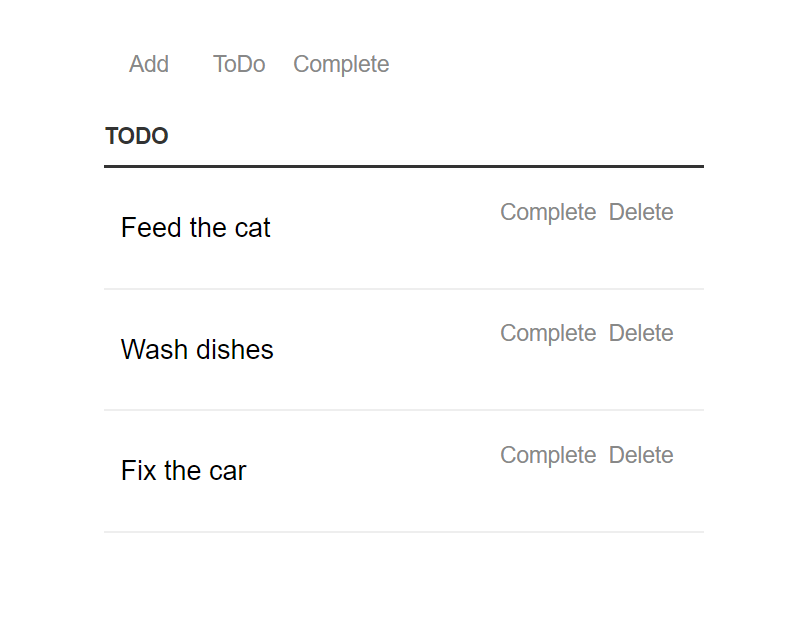 Add ToDo Complete
TODO
Feed the cat Complete Delete
Wash dishes Complete Delete
Fix the car Complete Delete